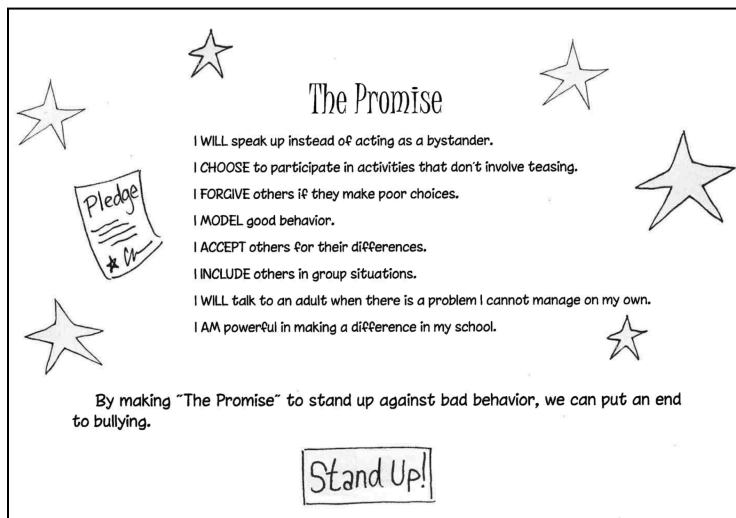 The Promise
I WILL speak up instead of acting as a bystander.
I CHOOSE to participate in activities that don't involve teasing.
I FORGIVE others if they make poor choices.
Pledge
I MODEL good behavior.
I ACCEPT others for their differences.
I INCLUDE others in group situations.
I WILL talk to an adult when there is a problem I cannot manage on my own.
I AM powerful in making a difference in my school.
By making "The Promise" to stand up against bad behavior, we can put an end
to bullying.
Stand Up!